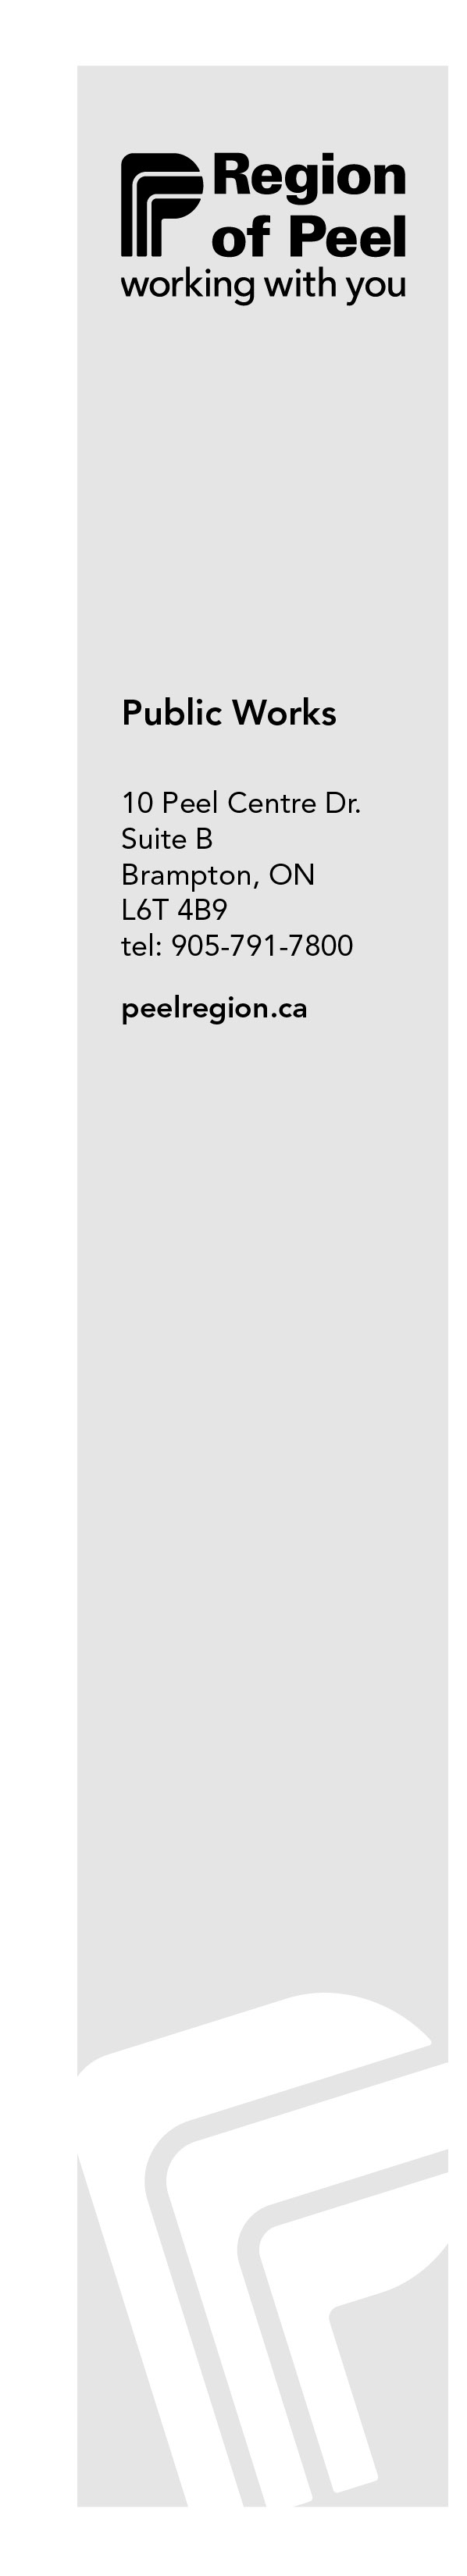 Region
of Peel
working with you
Public Works
10 Peel Centre Dr.
Suite B
Brampton, ON
L6T 4B9
tel: 905-791-7800
peelregion.ca